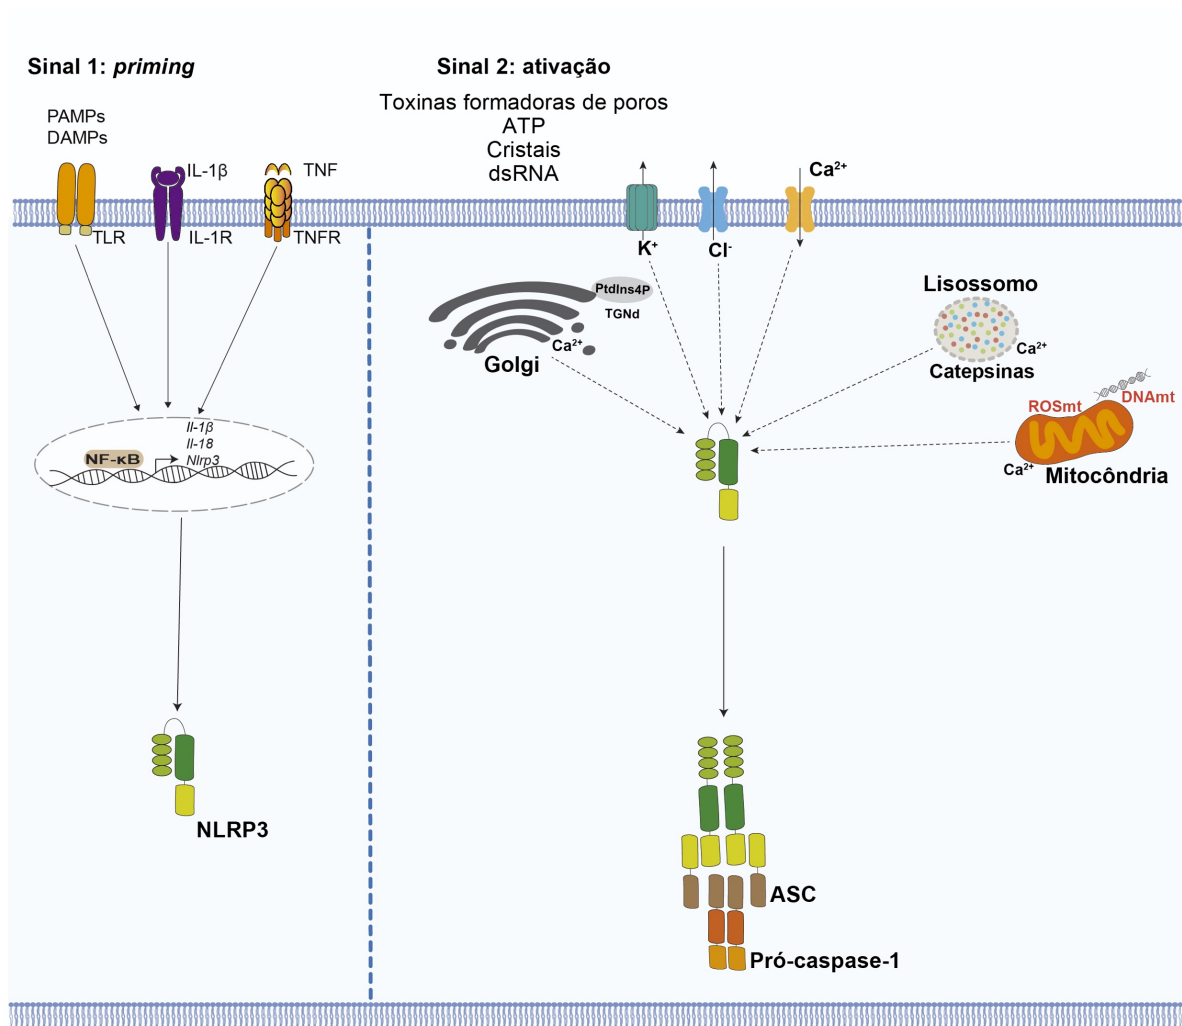 Sinal 1: priming
PAMPs
DAMPs
IL-1β
TNF
TLR
IL-1R
TNFR
Il-1β
Il-18
Nlrp3
NF-κB
NLRP3
Sinal 2: ativação
Toxinas formadoras de poros
ATP
Cristais
dsRNA
Ca²⁺
K⁺
Cl⁻
PtdIns4P
TGNd
Ca²⁺
Golgi
Lisossomo
Ca²⁺
Catepsinas
DNAmt
ROSmt
Ca²⁺
Mitocôndria
ASC
Pró-caspase-1